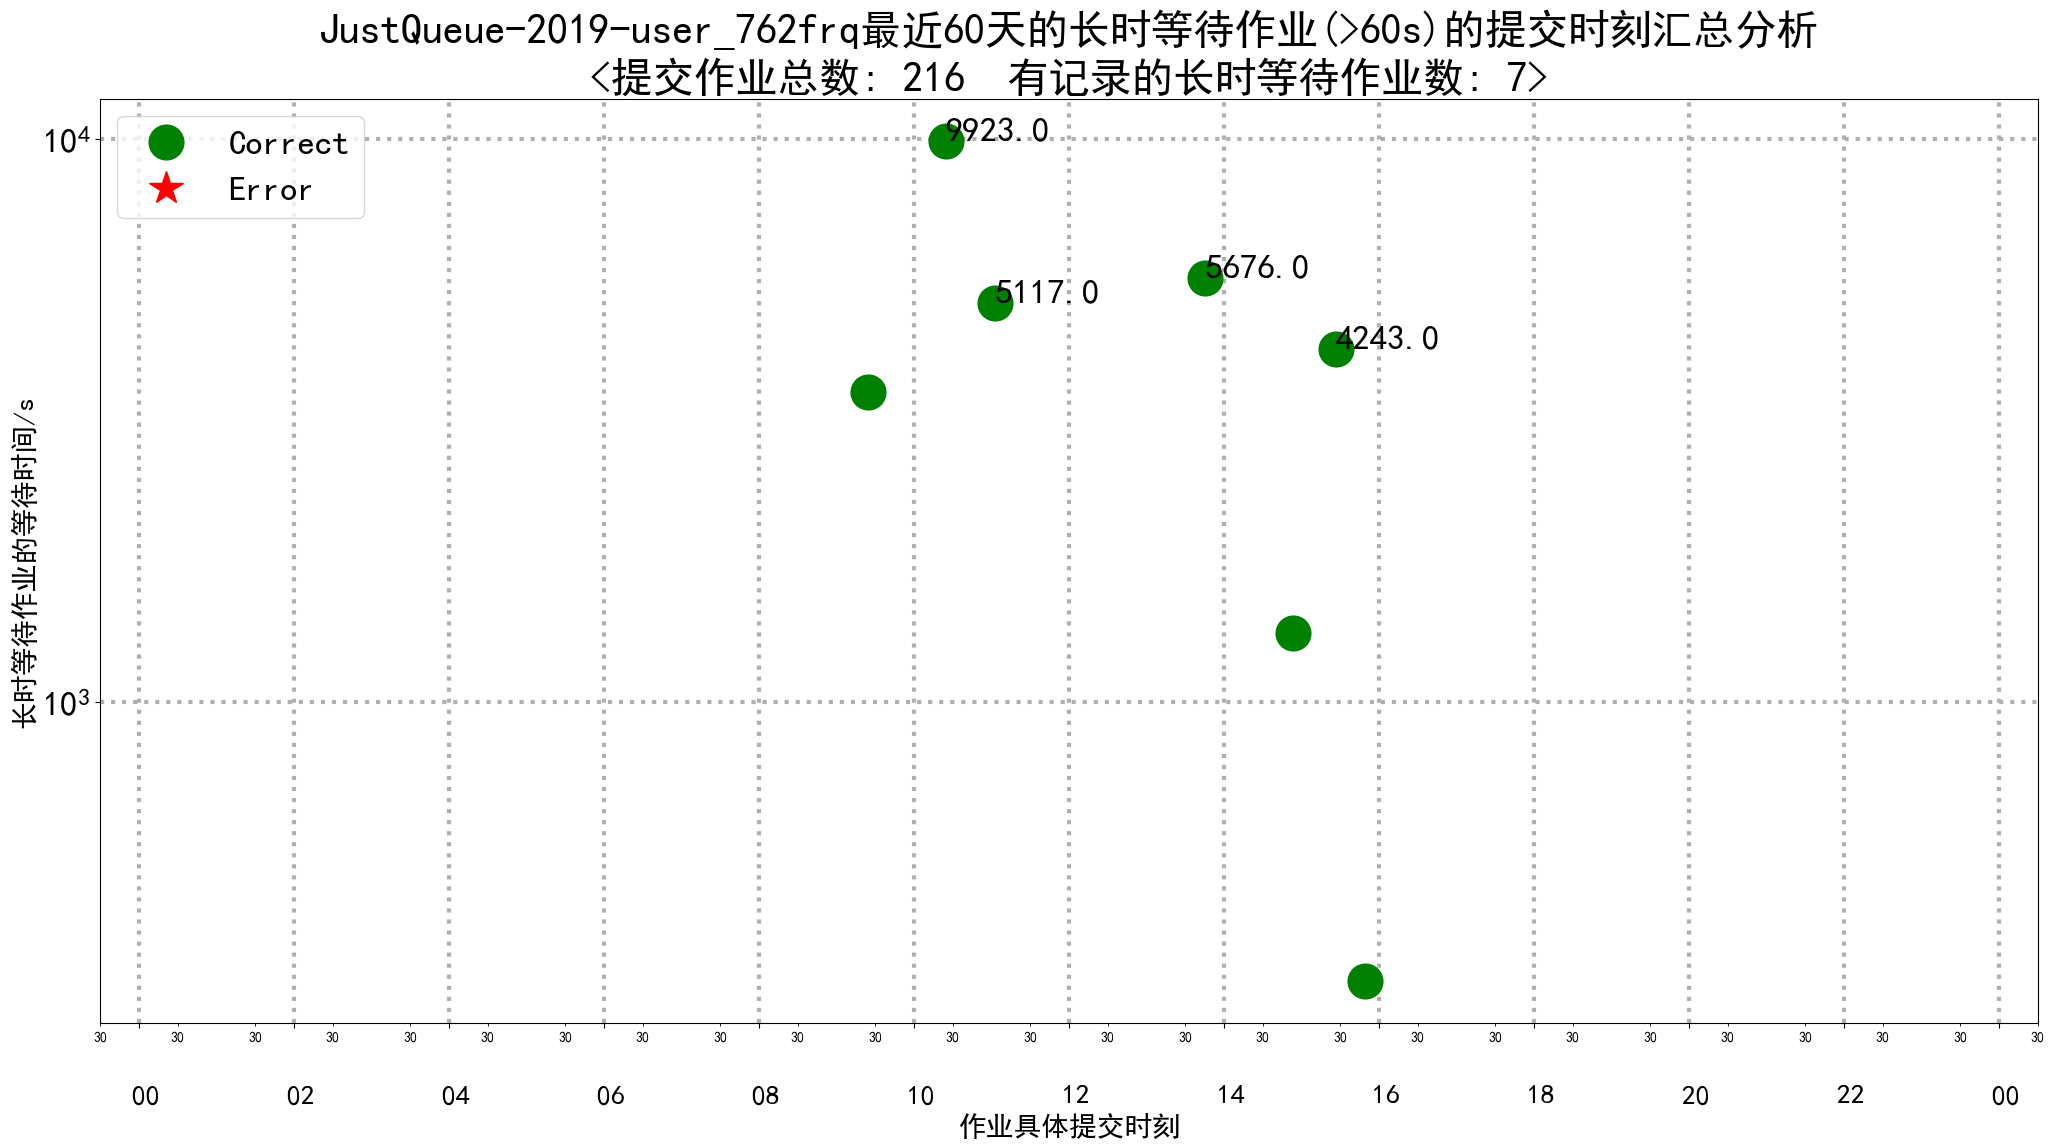 JustQueue-2019-user_762frq最近60天的长时等待作业(>60s)的提交时刻汇总分析
<提交作业总数: 216  有记录的长时等待作业数: 7>
Correct
Error
10⁴
10³
9923.0
5676.0
5117.0
4243.0
长时等待作业的等待时间/s
30 30 30 30 30 30 30 30 30 30 30 30 30 30 30 30 30 30 30 30 30 30 30 30 30 30
00 02 04 06 08 10 12 14 16 18 20 22 00
作业具体提交时刻